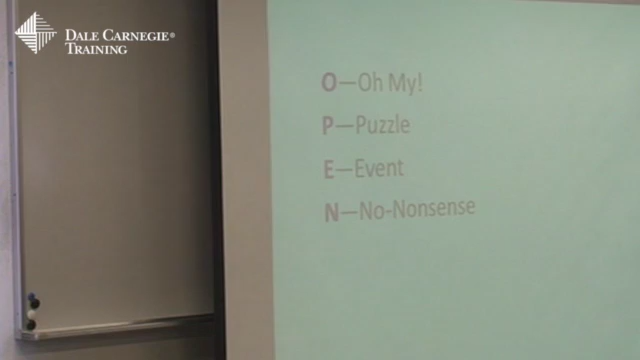 DALE CARNEGIE®
TRAINING
O—Oh My!
P—Puzzle
E—Event
N—No-Nonsense